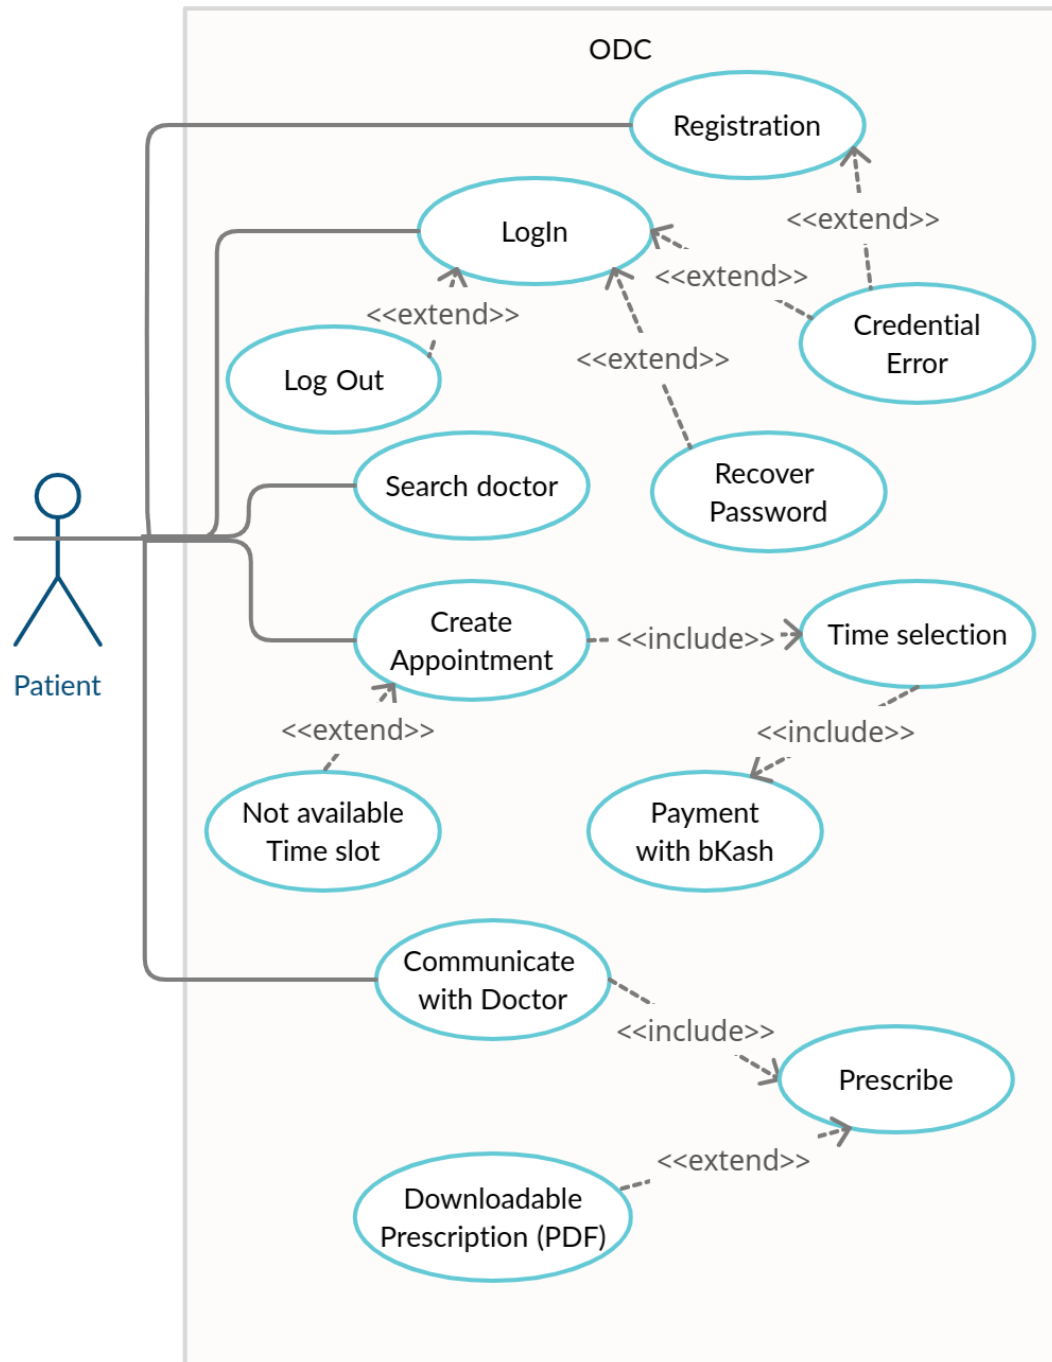 ODC
Registration
<<extend>>
LogIn
<<extend>>
<<extend>>
Credential
Error
<<extend>>
Log Out
Search doctor
Recover
Password
Patient
Create
Appointment
<<include>>
Time selection
<<extend>>
<<include>>
Not available
Time slot
Payment
with bKash
Communicate
with Doctor
<<include>>
Prescribe
<<extend>>
Downloadable
Prescription (PDF)